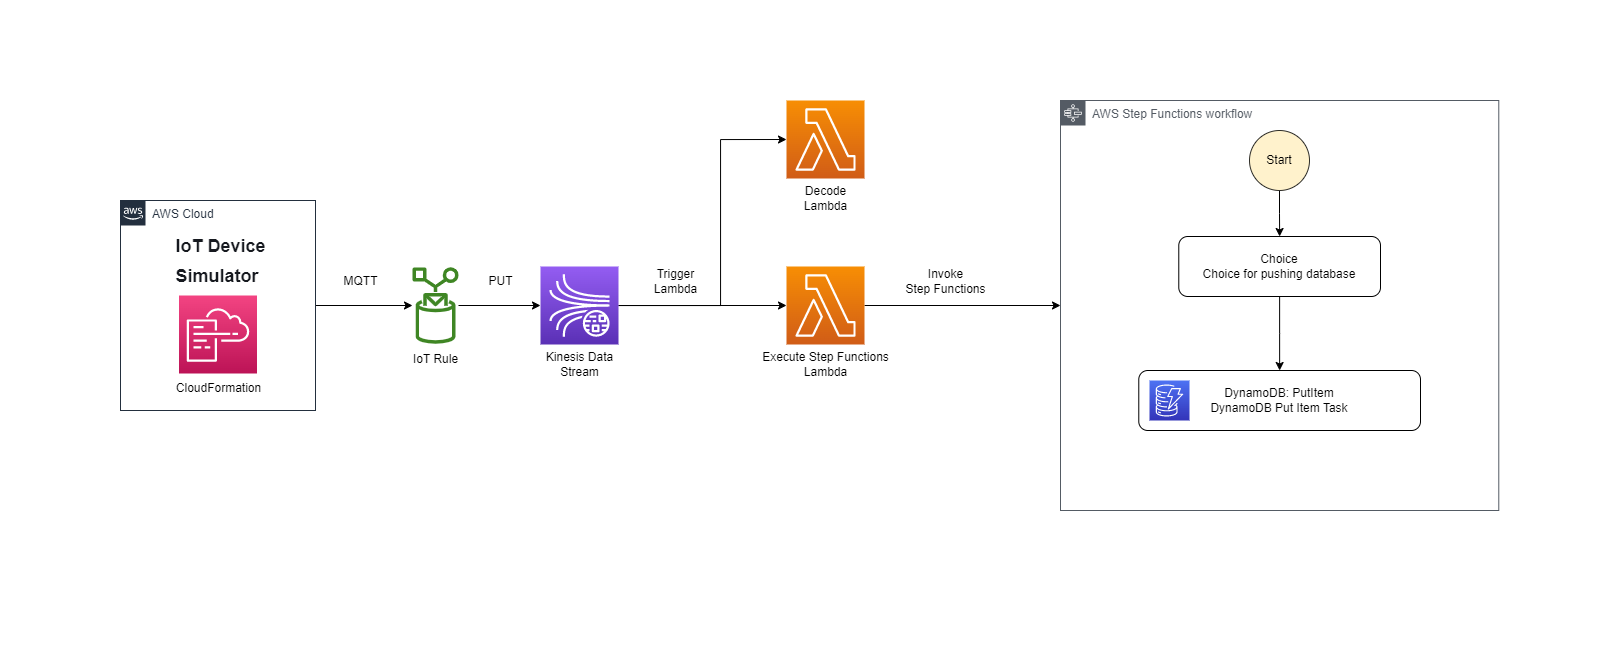 aws
AWS Cloud
IoT Device
Simulator
CloudFormation
MQTT
IoT Rule
PUT
Kinesis Data
Stream
Trigger
Lambda
Decode
Lambda
Execute Step Functions
Lambda
Invoke
Step Functions
AWS Step Functions workflow
Start
Choice
Choice for pushing database
DynamoDB: PutItem
DynamoDB Put Item Task